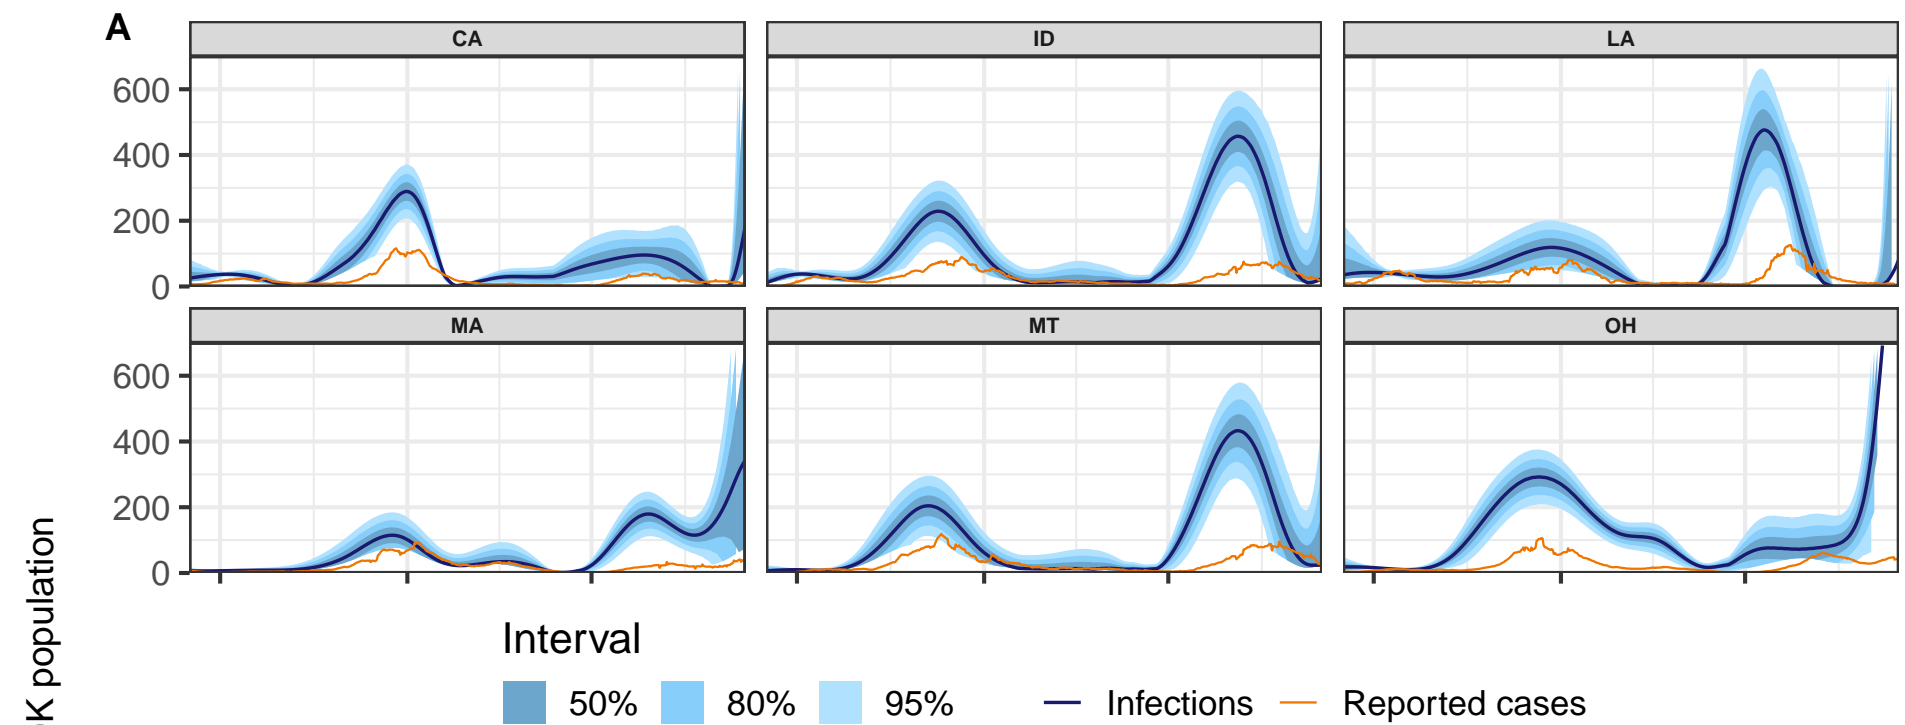 A
CA ID LA
600
400
200
0
MA MT OH
600
400
200
0
Interval
50% 80% 95% Infections Reported cases
population